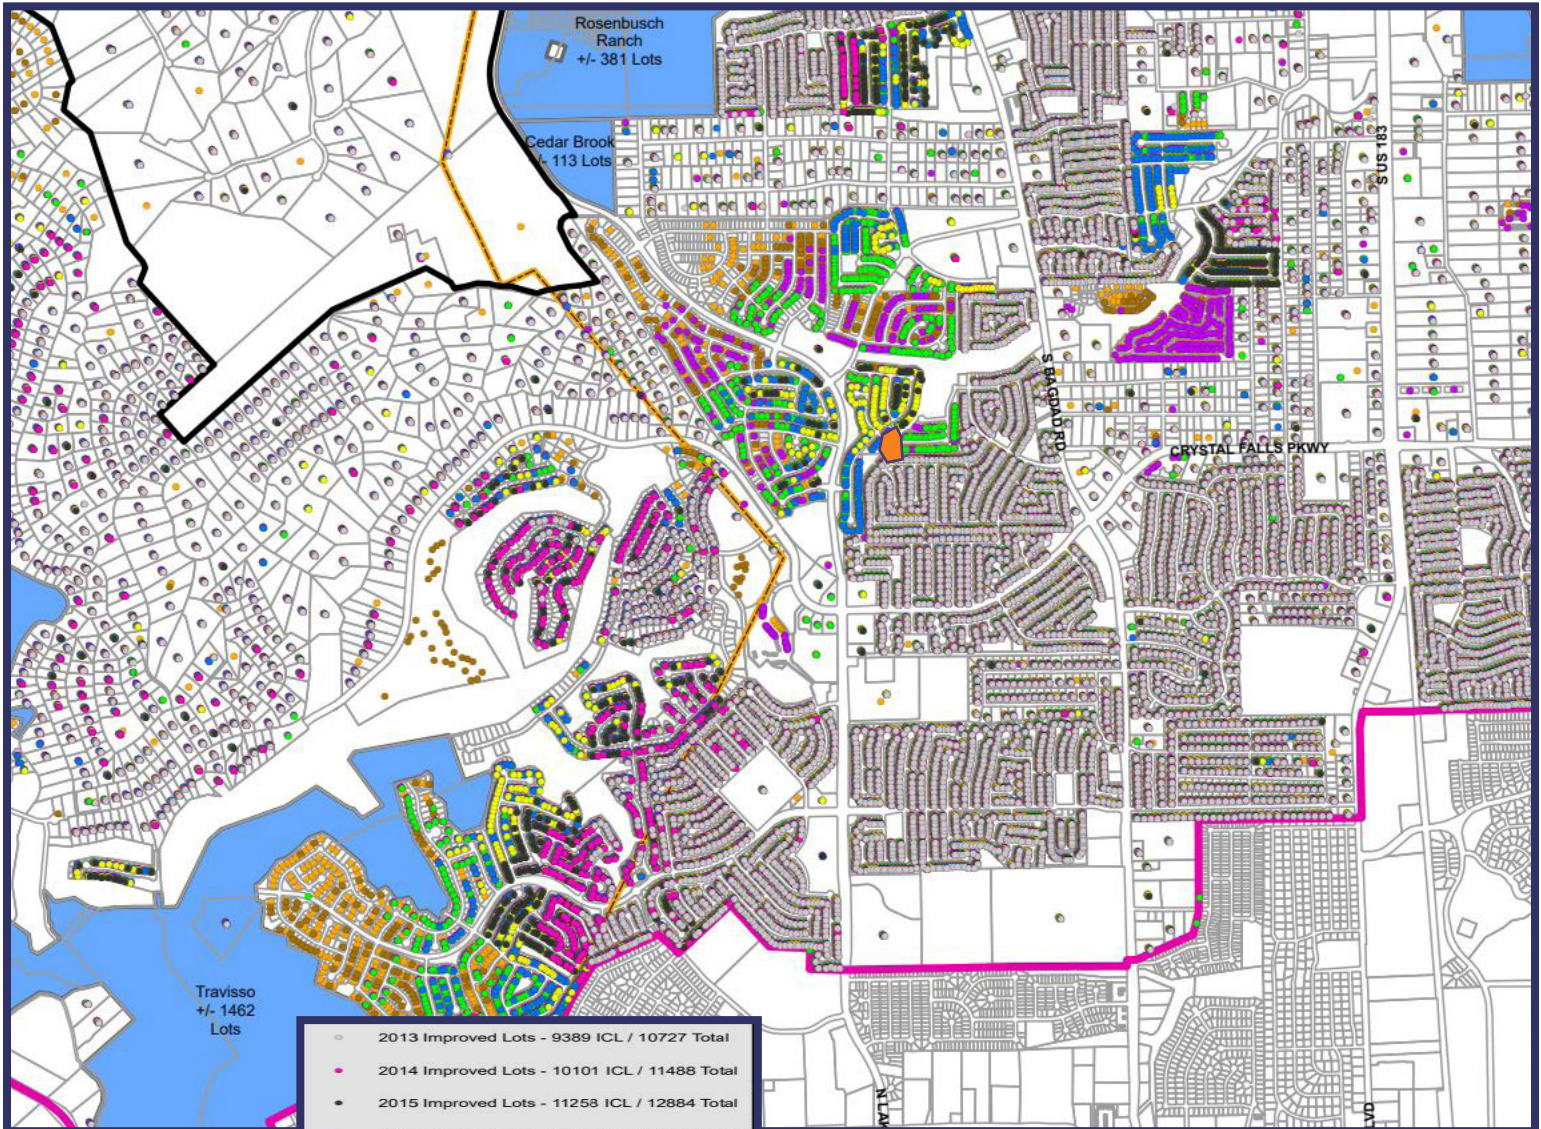 Rosenbusch
Ranch
+/- 381 Lots
Cedar Brook
+/- 113 Lots
S US 183
S BAGDAD RD
CRYSTAL FALLS PKWY
Travisso
+/- 1462
Lots
2013 Improved Lots - 9389 ICL / 10727 Total
2014 Improved Lots - 10101 ICL / 11488 Total
2015 Improved Lots - 11258 ICL / 12884 Total
N LAK
LVD